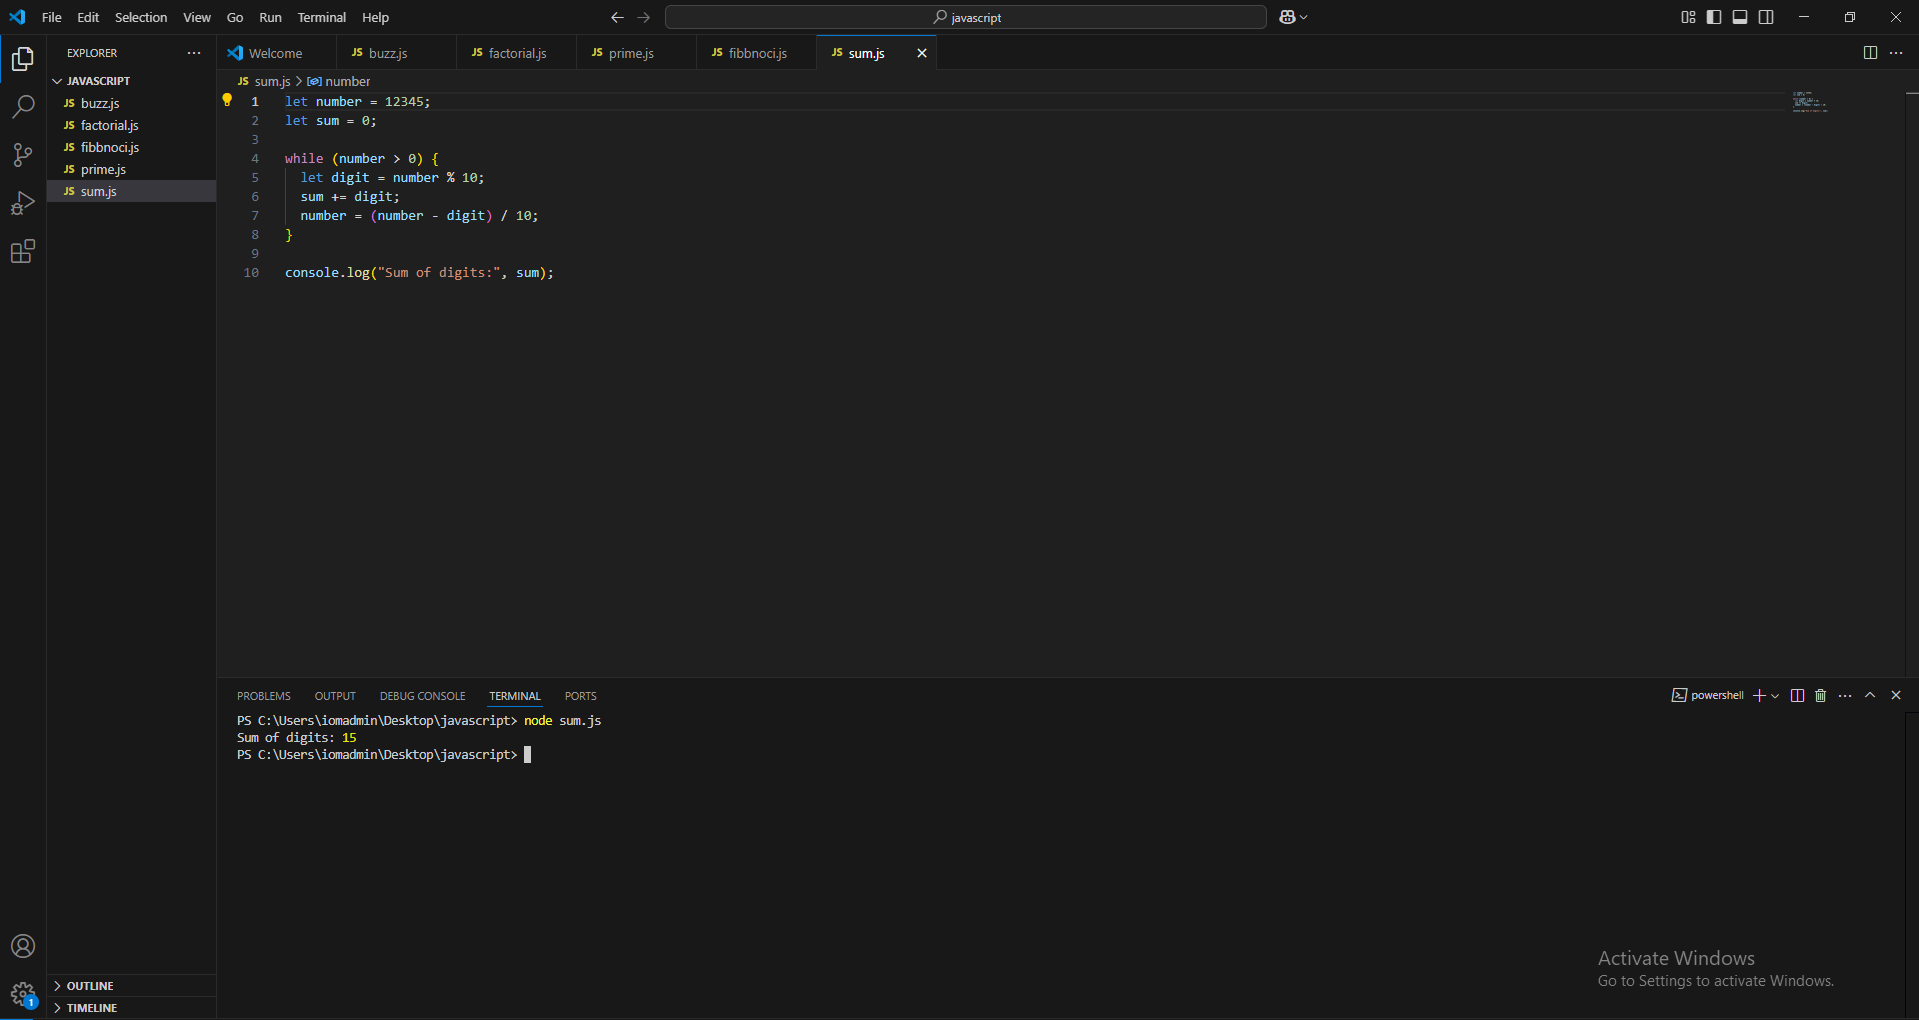 File Edit Selection View Go Run Terminal Help
javascript
EXPLORER
JAVASCRIPT
JS buzz.js
JS factorial.js
JS fibbnoci.js
JS prime.js
JS sum.js
OUTLINE
TIMELINE
1
Welcome JS buzz.js JS factorial.js JS prime.js JS fibbnoci.js JS sum.js
JS sum.js > number
1 let number = 12345;
2 let sum = 0;
3
4 while (number > 0) {
5 let digit = number % 10;
6 sum += digit;
7 number = (number - digit) / 10;
8 }
9
10 console.log("Sum of digits:", sum);
PROBLEMS OUTPUT DEBUG CONSOLE TERMINAL PORTS
powershell
PS C:\Users\iomadmin\Desktop\javascript> node sum.js
Sum of digits: 15
PS C:\Users\iomadmin\Desktop\javascript>
Activate Windows
Go to Settings to activate Windows.